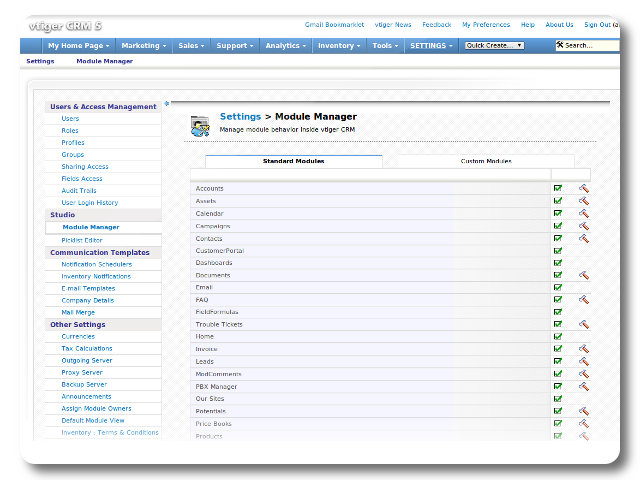 vtiger CRM 5
Gmail Bookmarklet vtiger News Feedback My Preferences Help About Us Sign Out (a
My Home Page Marketing Sales Support Analytics Inventory Tools SETTINGS Quick Create... Search...
Settings Module Manager
Users & Access Management
Users
Roles
Profiles
Groups
Sharing Access
Fields Access
Audit Trails
User Login History
Studio
Module Manager
Picklist Editor
Communication Templates
Notification Schedulers
Inventory Notifications
E-mail Templates
Company Details
Mail Merge
Other Settings
Currencies
Tax Calculations
Outgoing Server
Proxy Server
Backup Server
Announcements
Assign Module Owners
Default Module View
Inventory : Terms & Conditions
Settings > Module Manager
Manage module behavior inside vtiger CRM
Standard Modules Custom Modules
Accounts
Assets
Calendar
Campaigns
Contacts
CustomerPortal
Dashboards
Documents
Email
FAQ
FieldFormulas
Trouble Tickets
Home
Invoice
Leads
ModComments
PBX Manager
Our Sites
Potentials
Price Books
Products